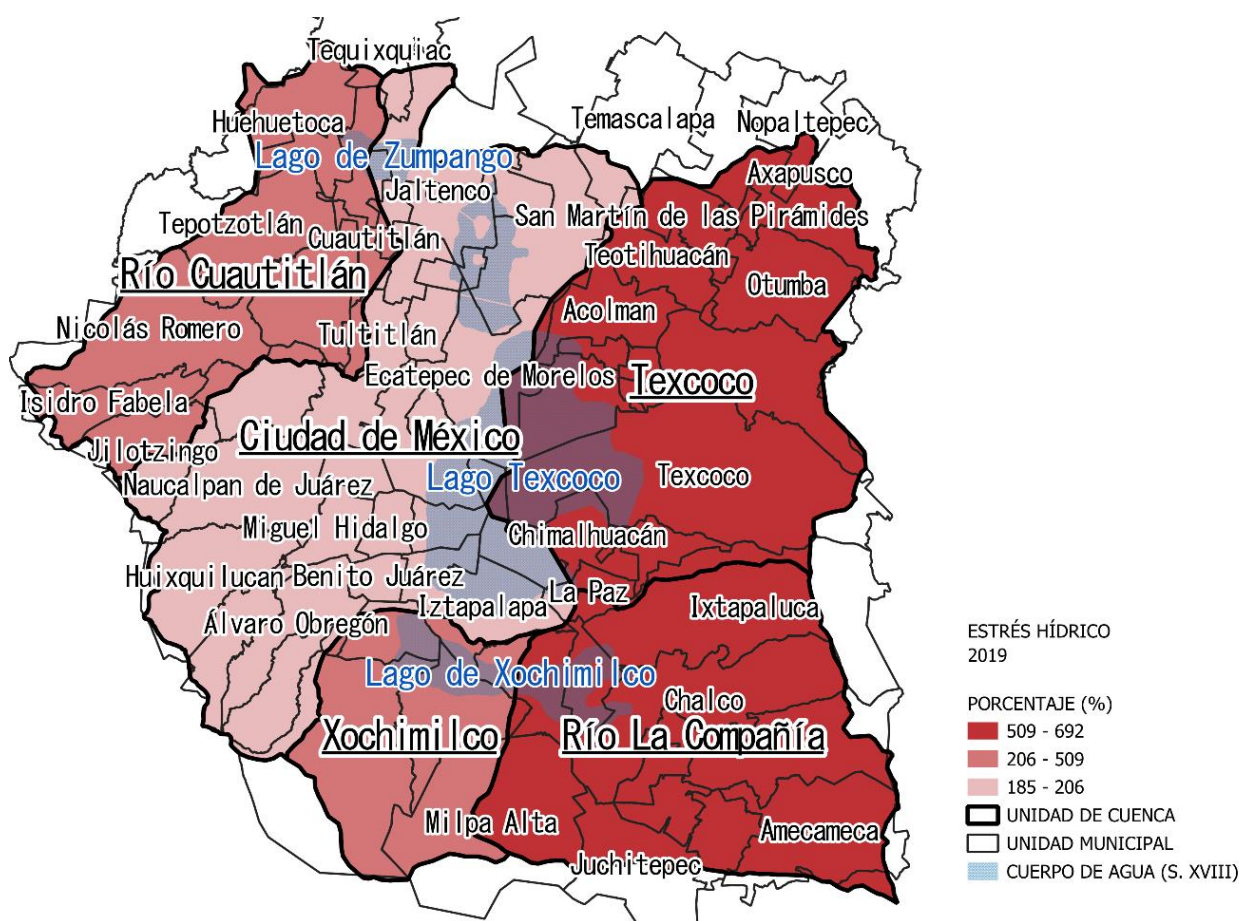 Tequixquiac
Huehuetoca
Temascalapa
Nopaltepec
Lago de Zumpango
Axapusco
Jaltenco
San Martín de las Pirámides
Tepotzotlán
Cuautitlán
Teotihuacán
Río Cuautitlán
Otumba
Acolman
Nicolás Romero
Tultitlán
Ecatepec de Morelos
Texcoco
Isidro Fabela
Ciudad de México
Jilotzingo
Lago Texcoco
Texcoco
Naucalpan de Juárez
Miguel Hidalgo
Chimalhuacán
Huixquilucan
Benito Juárez
La Paz
Iztapalapa
Ixtapaluca
Álvaro Obregón
Lago de Xochimilco
Chalco
Xochimilco
Río La Compañía
Milpa Alta
Amecameca
Juchitepec
ESTRÉS HÍDRICO
2019
PORCENTAJE (%)
509 - 692
206 - 509
185 - 206
UNIDAD DE CUENCA
UNIDAD MUNICIPAL
CUERPO DE AGUA (S. XVIII)